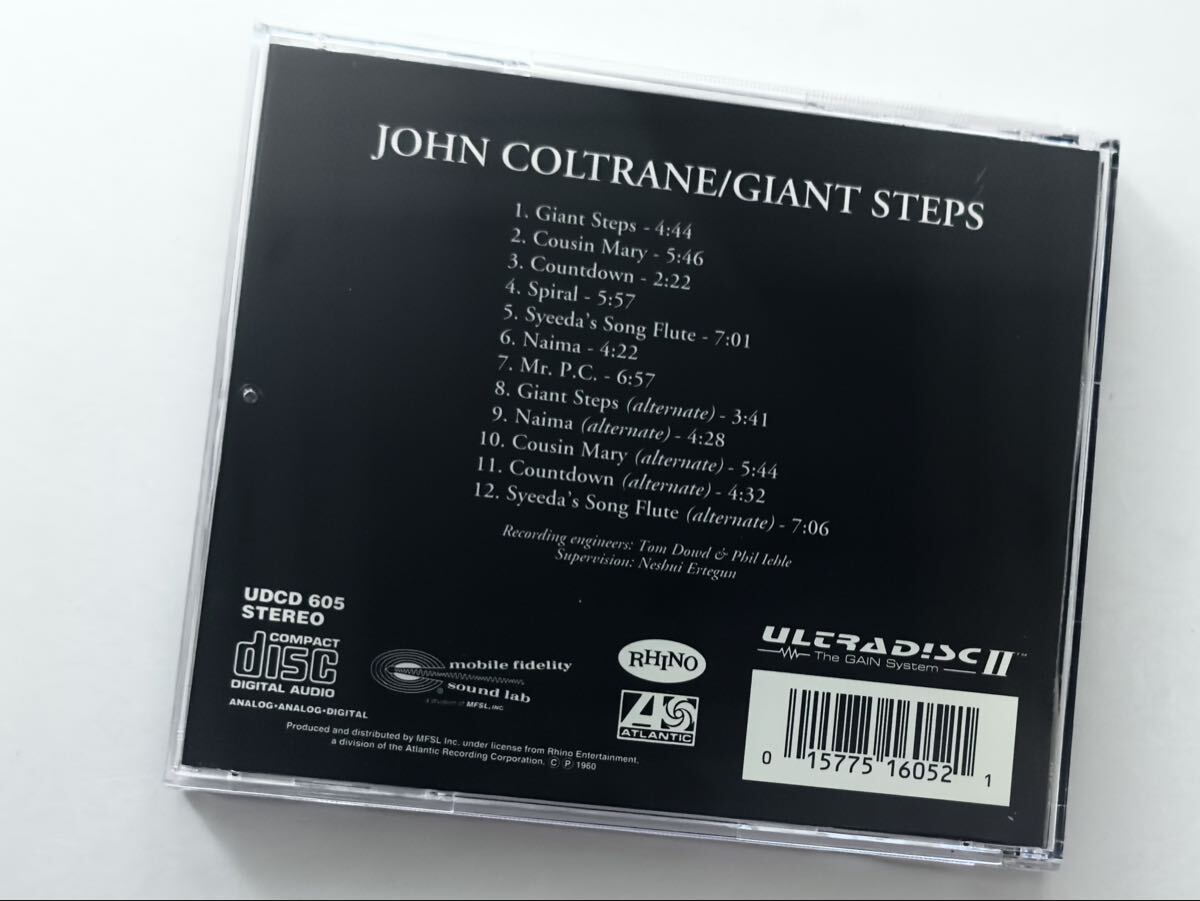 JOHN COLTRANE/GIANT STEPS
1. Giant Steps - 4:44
2. Cousin Mary - 5:46
3. Countdown - 2:22
4. Spiral - 5:57
5. Syeeda's Song Flute - 7:01
6. Naima - 4:22
7. Mr. P.C. - 6:57
8. Giant Steps (alternate) - 3:41
9. Naima (alternate) - 4:28
10. Cousin Mary (alternate) - 5:44
11. Countdown (alternate) - 4:32
12. Syeeda's Song Flute (alternate) - 7:06
Recording engineers: Tom Dowd & Phil Iehle
Supervision: Neshui Ertegun
UDCD 605
STEREO
COMPACT
disc
DIGITAL AUDIO
ANALOG•ANALOG•DIGITAL
mobile fidelity
sound lab
a division of MFSL, INC
RHINO
ATLANTIC
ULTRADISC II™
The GAIN System
Produced and distributed by MFSL Inc. under license from Rhino Entertainment,
a division of the Atlantic Recording Corporation. Ⓒ Ⓟ 1960
0 15775 16052 1